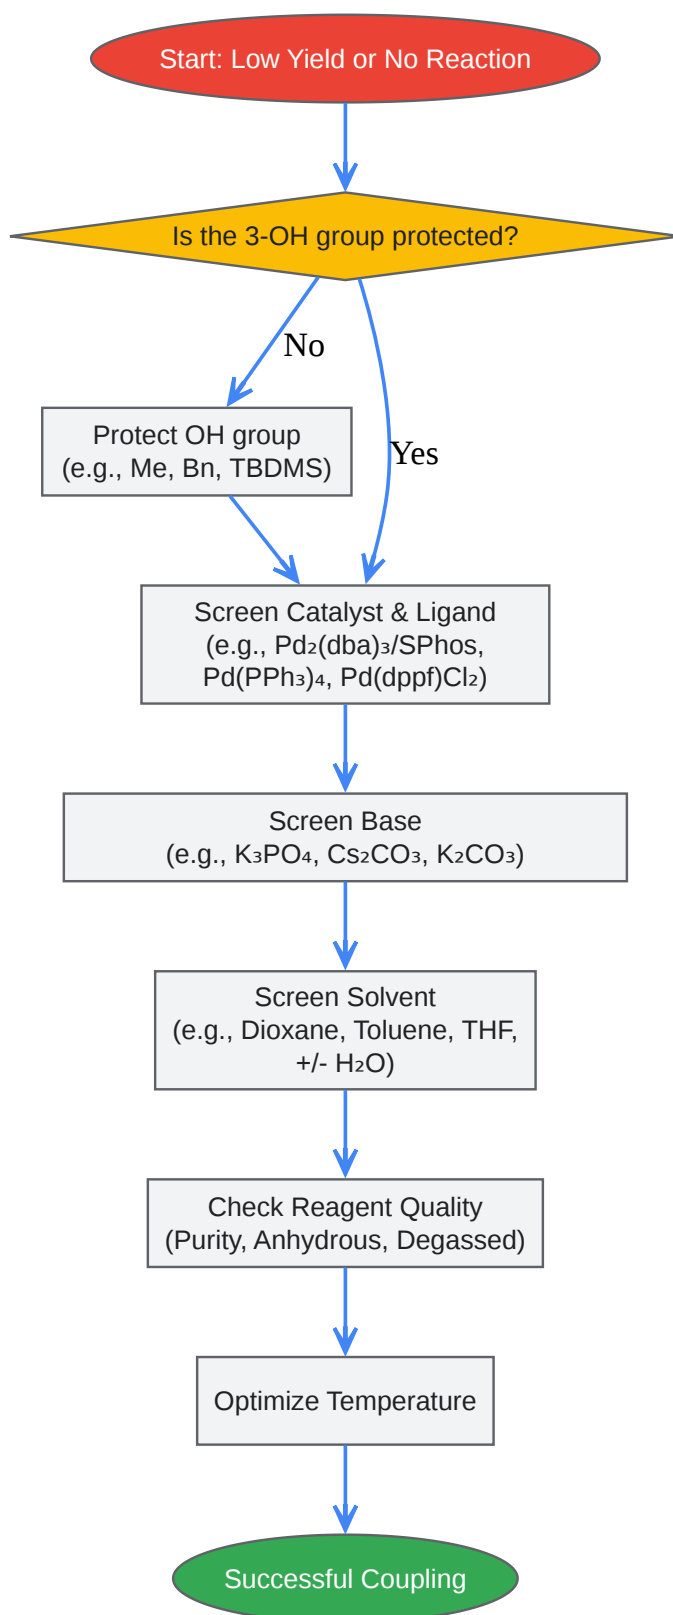 Start: Low Yield or No Reaction
Is the 3-OH group protected?
No
Protect OH group
(e.g., Me, Bn, TBDMS)
Yes
Screen Catalyst & Ligand
(e.g., Pd₂(dba)₃/SPhos,
Pd(PPh₃)₄, Pd(dppf)Cl₂)
Screen Base
(e.g., K₃PO₄, Cs₂CO₃, K₂CO₃)
Screen Solvent
(e.g., Dioxane, Toluene, THF,
+/- H₂O)
Check Reagent Quality
(Purity, Anhydrous, Degassed)
Optimize Temperature
Successful Coupling